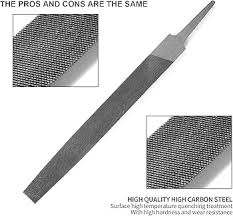 THE PROS AND CONS ARE THE SAME
HIGH QUALITY HIGH CARBON STEEL
Surface high temperature quenching treatment
With high hardness and wear resistance